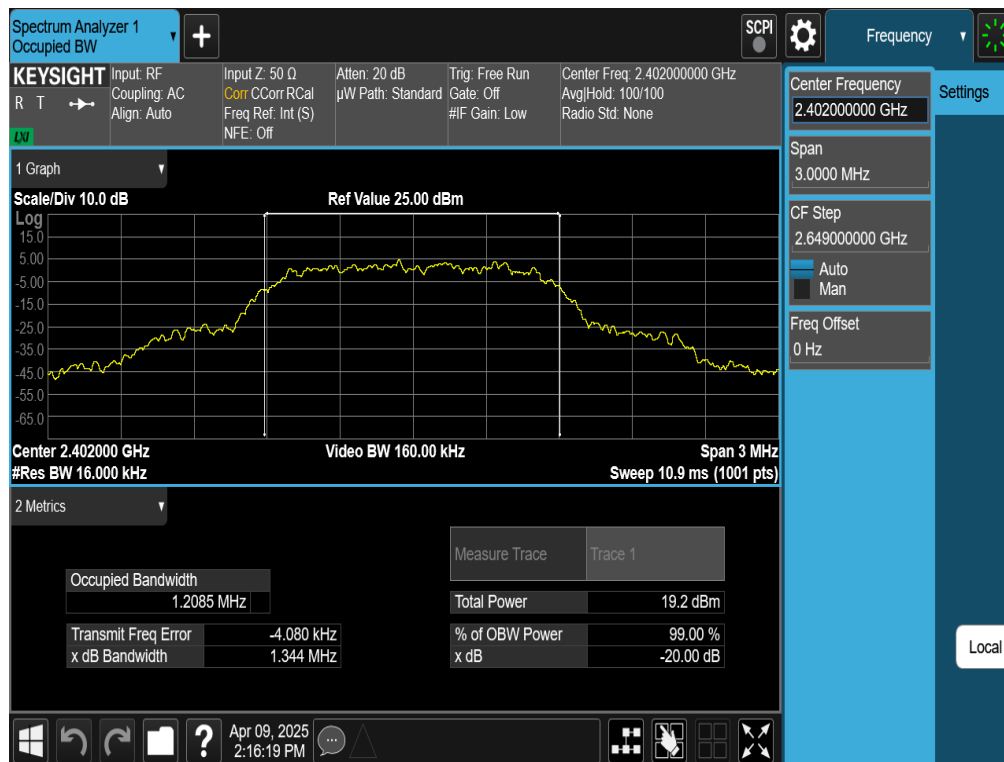 Spectrum Analyzer 1
Occupied BW
+
SCPI
Frequency
KEYSIGHT
R T
LXI
Input: RF
Coupling: AC
Align: Auto
Input Z: 50 Ω
Corr CCorr RCal
Freq Ref: Int (S)
NFE: Off
Atten: 20 dB
µW Path: Standard
Trig: Free Run
Gate: Off
#IF Gain: Low
Center Freq: 2.402000000 GHz
Avg|Hold: 100/100
Radio Std: None
Center Frequency
2.402000000 GHz
Settings
Span
3.0000 MHz
CF Step
2.649000000 GHz
Auto
Man
Freq Offset
0 Hz
Local
1 Graph
Scale/Div 10.0 dB
Ref Value 25.00 dBm
Log
15.0
5.00
-5.00
-15.0
-25.0
-35.0
-45.0
-55.0
-65.0
Center 2.402000 GHz
Video BW 160.00 kHz
Span 3 MHz
#Res BW 16.000 kHz
Sweep 10.9 ms (1001 pts)
2 Metrics
Measure Trace
Trace 1
Occupied Bandwidth
1.2085 MHz
Total Power
19.2 dBm
Transmit Freq Error
-4.080 kHz
% of OBW Power
99.00 %
x dB Bandwidth
1.344 MHz
x dB
-20.00 dB
?
Apr 09, 2025
2:16:19 PM